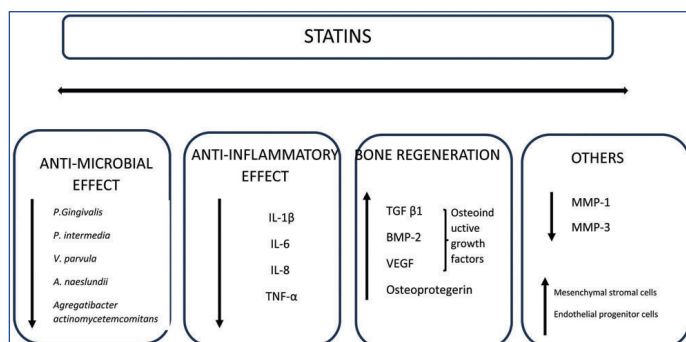 STATINS
ANTI-MICROBIAL
EFFECT
P.Gingivalis
P. intermedia
V. parvula
A. naeslundii
Agregatibacter
actinomycetemcomitans
ANTI-INFLAMMATORY
EFFECT
IL-1β
IL-6
IL-8
TNF-α
BONE REGENERATION
TGF β1
BMP-2
VEGF
Osteoind
uctive
growth
factors
Osteoprotegerin
OTHERS
MMP-1
MMP-3
Mesenchymal stromal cells
Endothelial progenitor cells